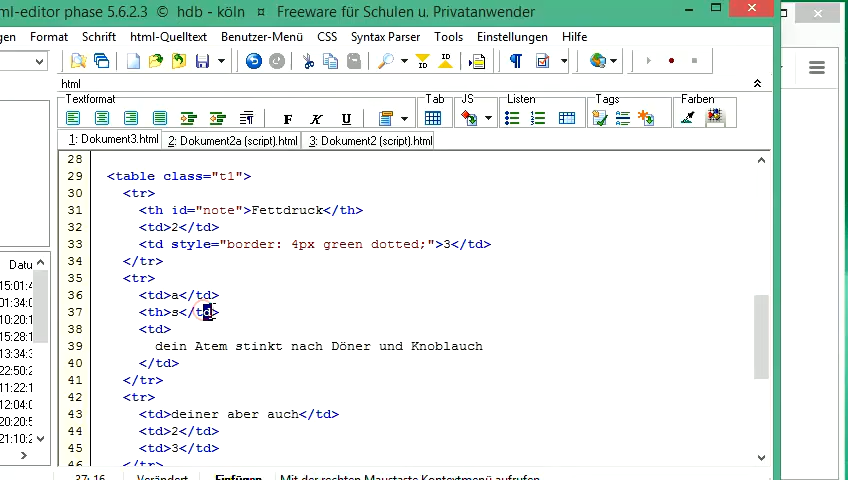 ml-editor phase 5.6.2.3 © hdb - köln ¤ Freeware für Schulen u. Privatanwender
gen Format Schrift html-Quelltext Benutzer-Menü CSS Syntax Parser Tools Einstellungen Hilfe
html
Textformat Tab JS Listen Tags Farben
F K U
1: Dokument3.html 2: Dokument2a (script).html 3: Dokument2 (script).html
28
29 <table class="t1">
30 <tr>
31 <th id="note">Fettdruck</th>
32 <td>2</td>
33 <td style="border: 4px green dotted;">3</td>
34 </tr>
35 <tr>
36 <td>a</td>
37 <th>s</td>
38 <td>
39 dein Atem stinkt nach Döner und Knoblauch
40 </td>
41 </tr>
42 <tr>
43 <td>deiner aber auch</td>
44 <td>2</td>
45 <td>3</td>
46 </tr>
Datu
15:01:4
01:34:0
10:20:1
15:28:1
13:34:2
22:50:2
11:22:1
12:04:0
20:20:5
21:10:2
37:16 Verändert Einfügen Mit der rechten Maustaste Kontextmenü aufrufen